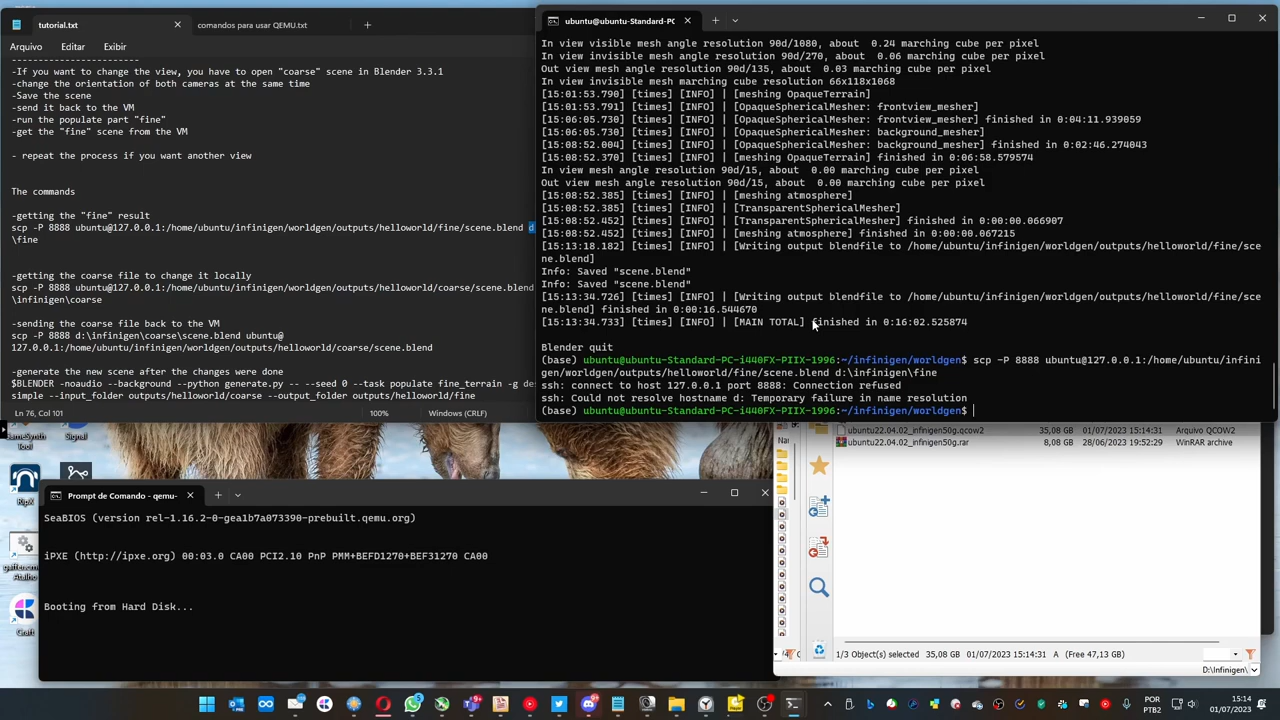 tutorial.txt
comandos para usar QEMU.txt
Arquivo
Editar
Exibir
------------------------
-If you want to change the view, you have to open "coarse" scene in Blender 3.3.1
-change the orientation of both cameras at the same time
-Save the scene
-send it back to the VM
-run the populate part "fine"
-get the "fine" scene from the VM
- repeat the process if you want another view
The commands
-getting the "fine" result
scp -P 8888 ubuntu@127.0.0.1:/home/ubuntu/infinigen/worldgen/outputs/helloworld/fine/scene.blend d
\fine
-getting the coarse file to change it locally
scp -P 8888 ubuntu@127.0.0.1:/home/ubuntu/infinigen/worldgen/outputs/helloworld/coarse/scene.blend
\infinigen\coarse
-sending the coarse file back to the VM
scp -P 8888 d:\infinigen\coarse\scene.blend ubuntu@
127.0.0.1:/home/ubuntu/infinigen/worldgen/outputs/helloworld/coarse/scene.blend
-generate the new scene after the changes were done
$BLENDER -noaudio --background --python generate.py -- --seed 0 --task populate fine_terrain -g des
simple --input_folder outputs/helloworld/coarse --output_folder outputs/helloworld/fine
Ln 76, Col 101
100%
Windows (CRLF)
ubuntu@ubuntu-Standard-PC-
In view visible mesh angle resolution 90d/1080, about  0.24 marching cube per pixel
In view invisible mesh angle resolution 90d/270, about  0.06 marching cube per pixel
Out view mesh angle resolution 90d/135, about  0.03 marching cube per pixel
In view invisible mesh marching cube resolution 66x118x1068
[15:01:53.790] [times] [INFO] | [meshing OpaqueTerrain]
[15:01:53.791] [times] [INFO] | [OpaqueSphericalMesher: frontview_mesher]
[15:06:05.730] [times] [INFO] | [OpaqueSphericalMesher: frontview_mesher] finished in 0:04:11.939059
[15:06:05.730] [times] [INFO] | [OpaqueSphericalMesher: background_mesher]
[15:08:52.004] [times] [INFO] | [OpaqueSphericalMesher: background_mesher] finished in 0:02:46.274043
[15:08:52.370] [times] [INFO] | [meshing OpaqueTerrain] finished in 0:06:58.579574
In view mesh angle resolution 90d/15, about  0.00 marching cube per pixel
Out view mesh angle resolution 90d/15, about  0.00 marching cube per pixel
[15:08:52.385] [times] [INFO] | [meshing atmosphere]
[15:08:52.385] [times] [INFO] | [TransparentSphericalMesher]
[15:08:52.452] [times] [INFO] | [TransparentSphericalMesher] finished in 0:00:00.066907
[15:08:52.452] [times] [INFO] | [meshing atmosphere] finished in 0:00:00.067215
[15:13:18.182] [times] [INFO] | [Writing output blendfile to /home/ubuntu/infinigen/worldgen/outputs/helloworld/fine/sce
ne.blend]
Info: Saved "scene.blend"
Info: Saved "scene.blend"
[15:13:34.726] [times] [INFO] | [Writing output blendfile to /home/ubuntu/infinigen/worldgen/outputs/helloworld/fine/sce
ne.blend] finished in 0:00:16.544670
[15:13:34.733] [times] [INFO] | [MAIN TOTAL] finished in 0:16:02.525874
Blender quit
(base) ubuntu@ubuntu-Standard-PC-i440FX-PIIX-1996:~/infinigen/worldgen$ scp -P 8888 ubuntu@127.0.0.1:/home/ubuntu/infini
gen/worldgen/outputs/helloworld/fine/scene.blend d:\infinigen\fine
ssh: connect to host 127.0.0.1 port 8888: Connection refused
ssh: Could not resolve hostname d: Temporary failure in name resolution
(base) ubuntu@ubuntu-Standard-PC-i440FX-PIIX-1996:~/infinigen/worldgen$
ubuntu22.04.02_infinigen50g.qcow2
35,08 GB
01/07/2023 15:14:31
Arquivo QCOW2
ubuntu22.04.02_infinigen50g.rar
8,08 GB
28/06/2023 19:52:29
WinRAR archive
GameSynth Tool
Signal
RipX
Craft
Prompt de Comando - qemu-
SeaBIOS (version rel-1.16.2-0-gea1b7a073390-prebuilt.qemu.org)
iPXE (http://ipxe.org) 00:03.0 CA00 PCI2.10 PnP PMM+BEFD1270+BEF31270 CA00
Booting from Hard Disk...
1/3 Object(s) selected
35,08 GB
01/07/2023 15:14:31
A
(Free 47,13 GB)
D:\Infinigen\
POR
PTB2
15:14
01/07/2023